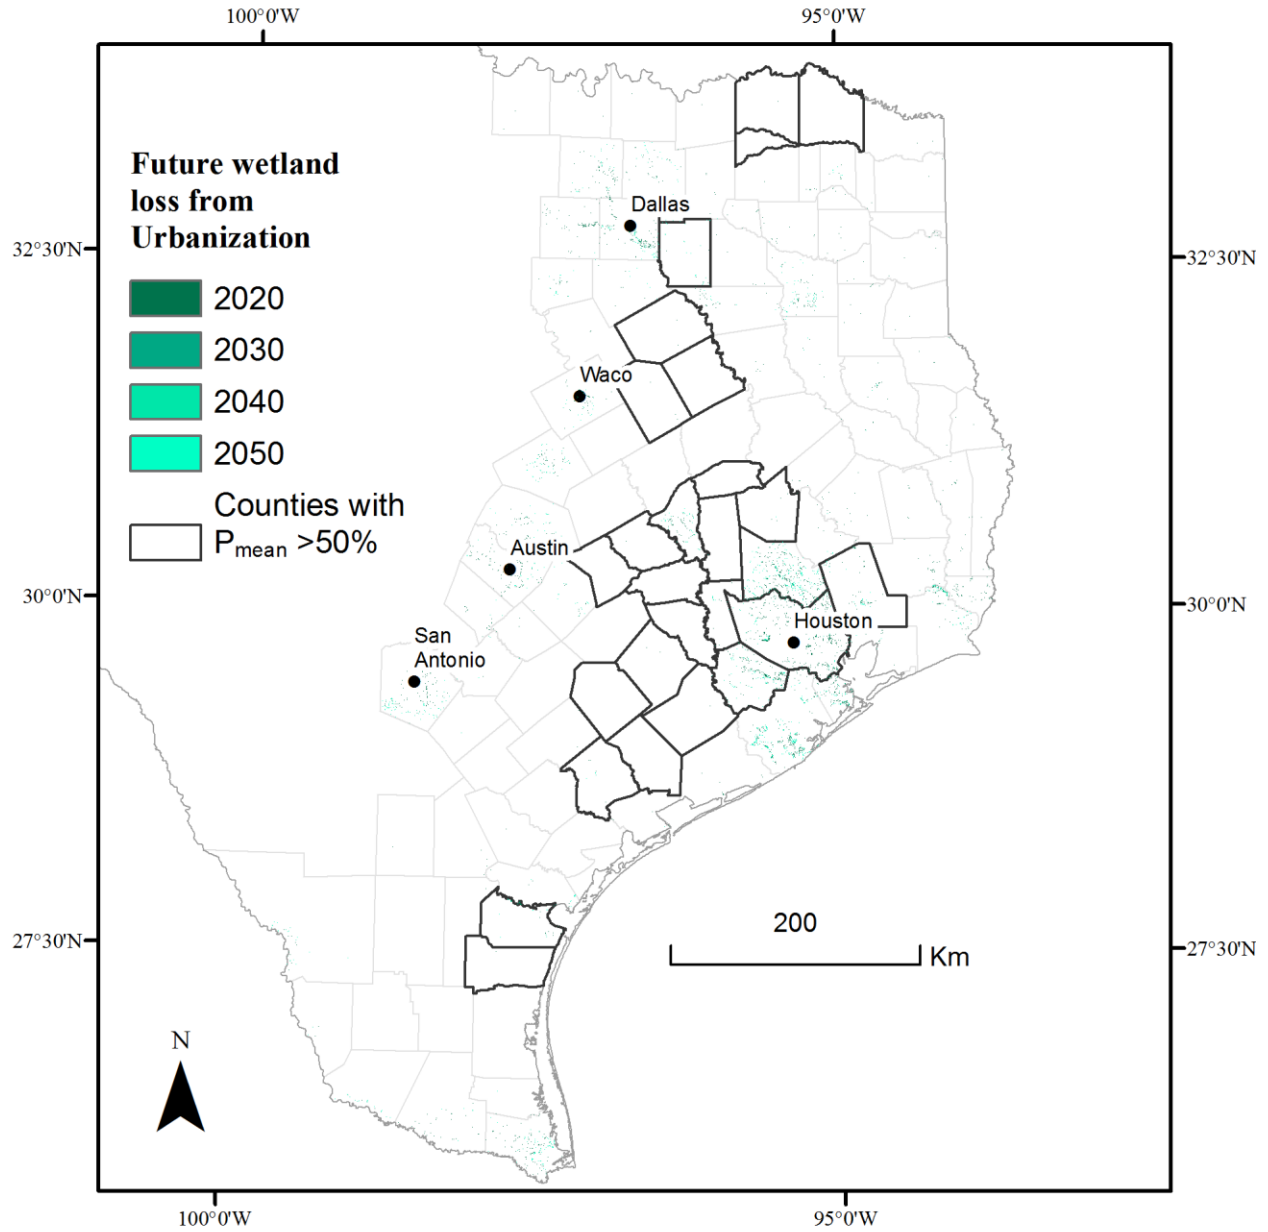 100°0'W
95°0'W
Future wetland
loss from
Urbanization
2020
2030
2040
2050
Counties with
Pmean >50%
Dallas
32°30'N
32°30'N
Waco
Austin
30°0'N
30°0'N
Houston
San
Antonio
200
Km
27°30'N
27°30'N
N
100°0'W
95°0'W